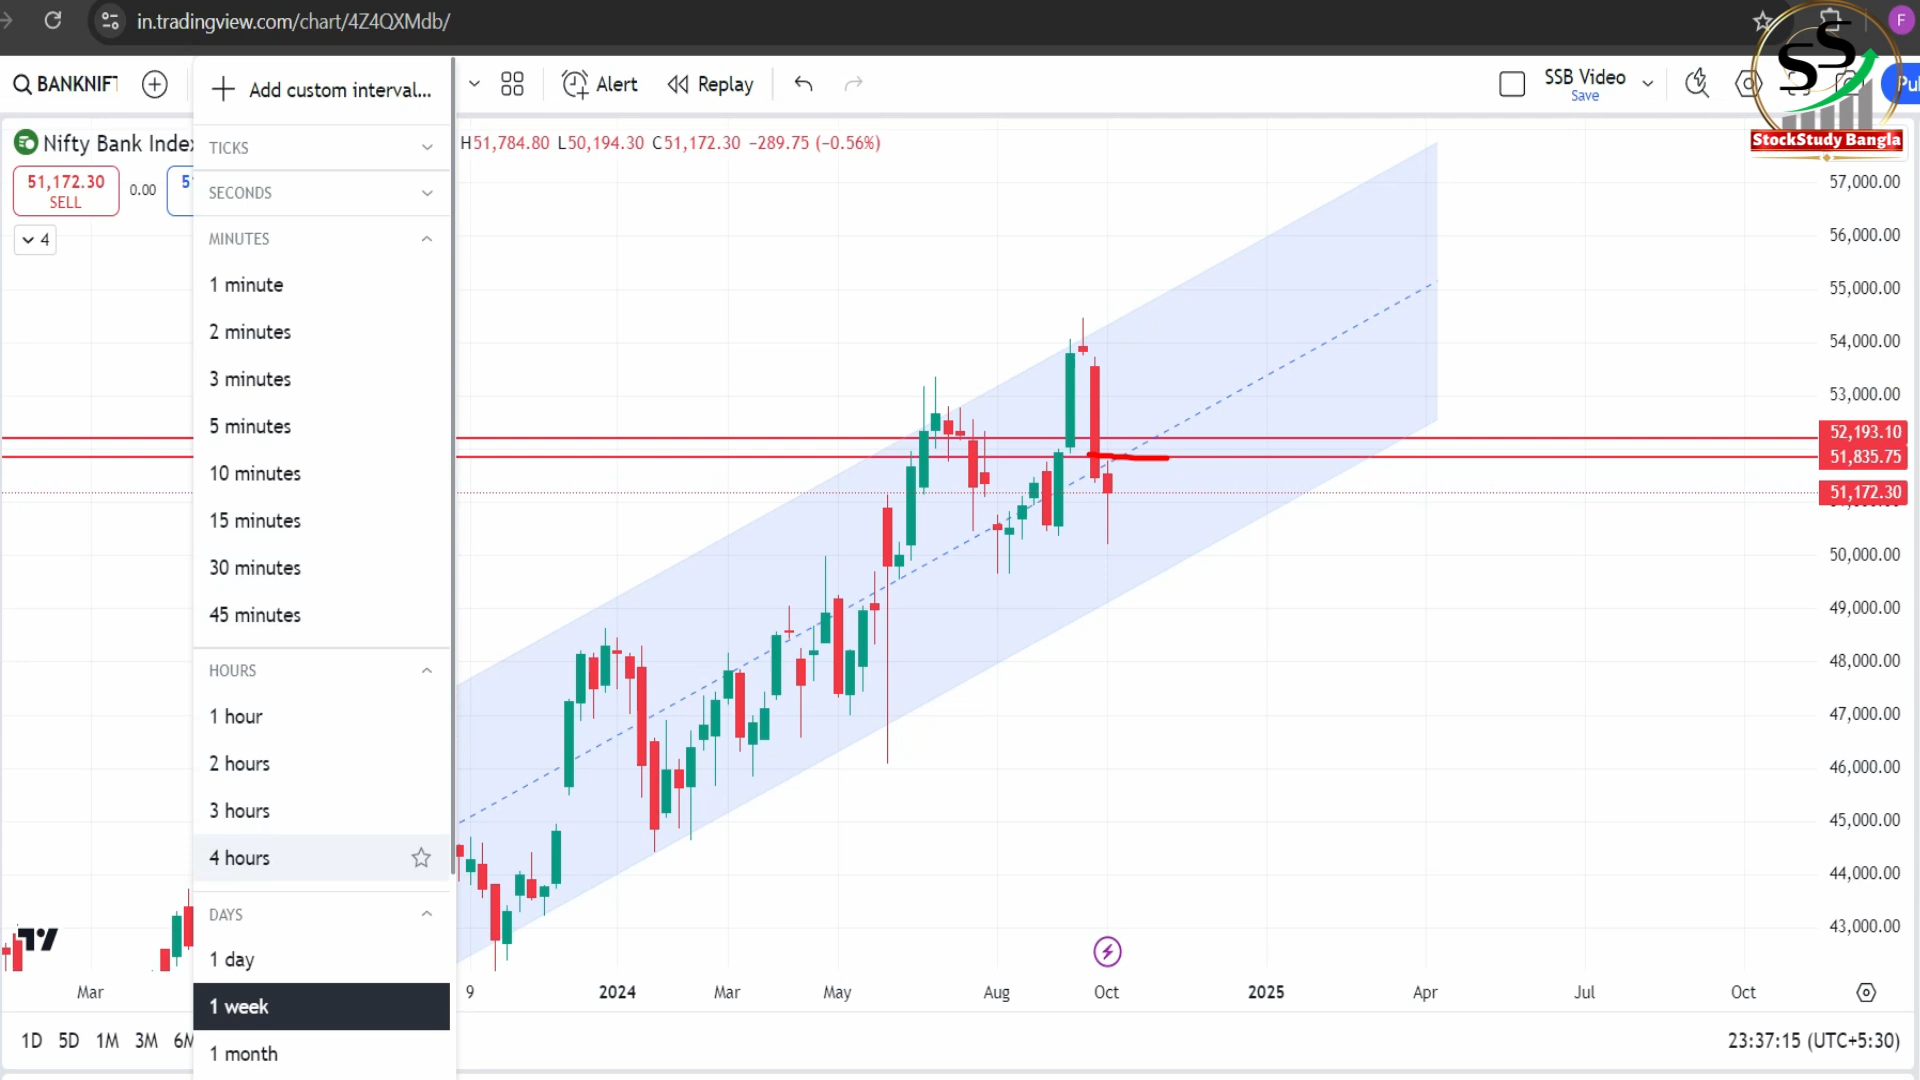 in.tradingview.com/chart/4Z4QXMdb/
F
BANKNIF
Add custom interval...
Alert
Replay
SSB Video
Save
SS
StockStudy Bangla
Nifty Bank Inde
H51,784.80 L50,194.30 C51,172.30 −289.75 (−0.56%)
51,172.30
SELL
0.00
4
TICKS
SECONDS
MINUTES
1 minute
2 minutes
3 minutes
5 minutes
10 minutes
15 minutes
30 minutes
45 minutes
HOURS
1 hour
2 hours
3 hours
4 hours
DAYS
1 day
1 week
1 month
57,000.00
56,000.00
55,000.00
54,000.00
53,000.00
52,193.10
51,835.75
51,172.30
50,000.00
49,000.00
48,000.00
47,000.00
46,000.00
45,000.00
44,000.00
43,000.00
Mar
9
2024
Mar
May
Aug
Oct
2025
Apr
Jul
Oct
1D 5D 1M 3M 6M
23:37:15 (UTC+5:30)